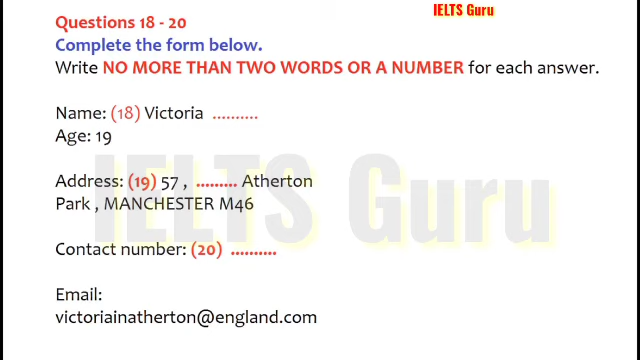 IELTS Guru
Questions 18 - 20
Complete the form below.
Write NO MORE THAN TWO WORDS OR A NUMBER for each answer.
Name: (18) Victoria ..........
Age: 19
Address: (19) 57 , ......... Atherton
Park , MANCHESTER M46
Contact number: (20) ..........
Email:
victoriainatherton@england.com
IELTS Guru